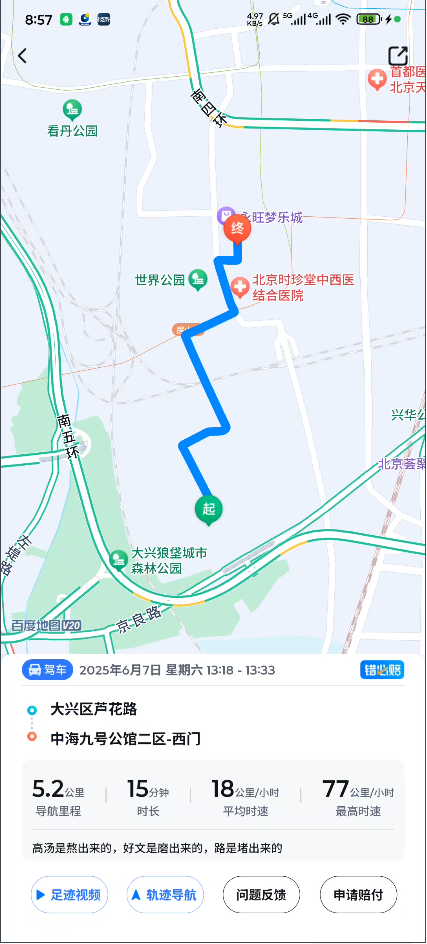 8:57
4.97 KB/s 5G 4G 88
首都医
北京天
看丹公园
南四环
永旺梦乐城
终
世界公园
北京时珍堂中西医
结合医院
兴华公
南五环
北京荟聚
起
大兴狼垡城市
森林公园
左堤路
京良路
百度地图V20
驾车 2025年6月7日 星期六 13:18 - 13:33 错必赔
大兴区芦花路
中海九号公馆二区-西门
5.2公里 15分钟 18公里/小时 77公里/小时
导航里程 时长 平均时速 最高时速
高汤是熬出来的，好文是磨出来的，路是堵出来的
足迹视频 轨迹导航 问题反馈 申请赔付